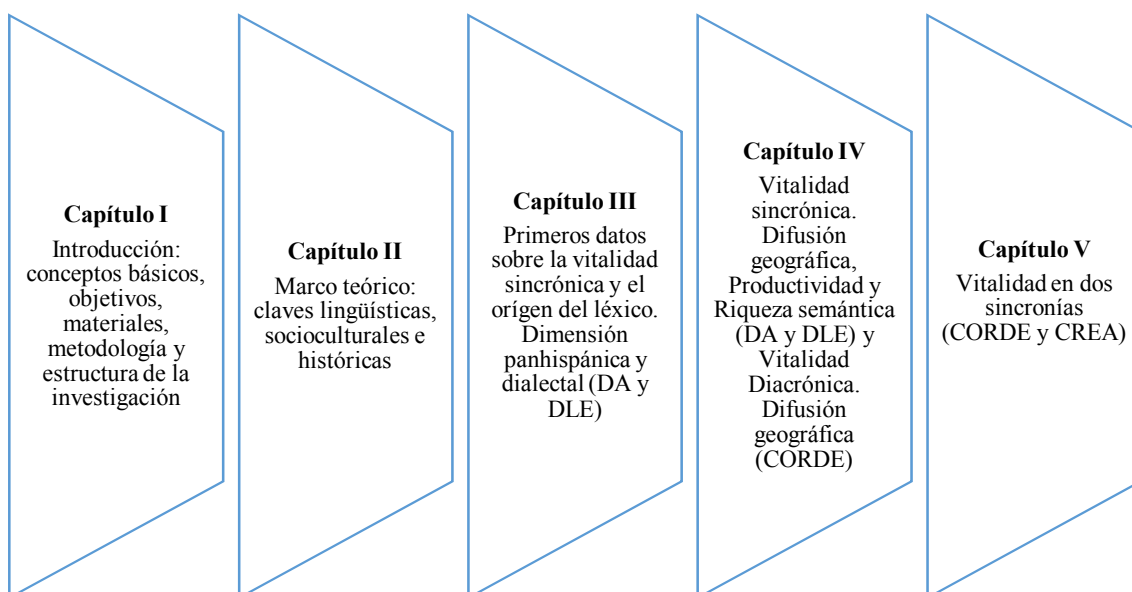 Capítulo I
Introducción:
conceptos básicos,
objetivos,
materiales,
metodología y
estructura de la
investigación
Capítulo II
Marco teórico:
claves lingüísticas,
socioculturales e
históricas
Capítulo III
Primeros datos
sobre la vitalidad
sincrónica y el
orígen del léxico.
Dimensión
panhispánica y
dialectal (DA y
DLE)
Capítulo IV
Vitalidad
sincrónica.
Difusión
geográfica,
Productividad y
Riqueza semántica
(DA y DLE) y
Vitalidad
Diacrónica.
Difusión
geográfica
(CORDE)
Capítulo V
Vitalidad en dos
sincronías
(CORDE y CREA)